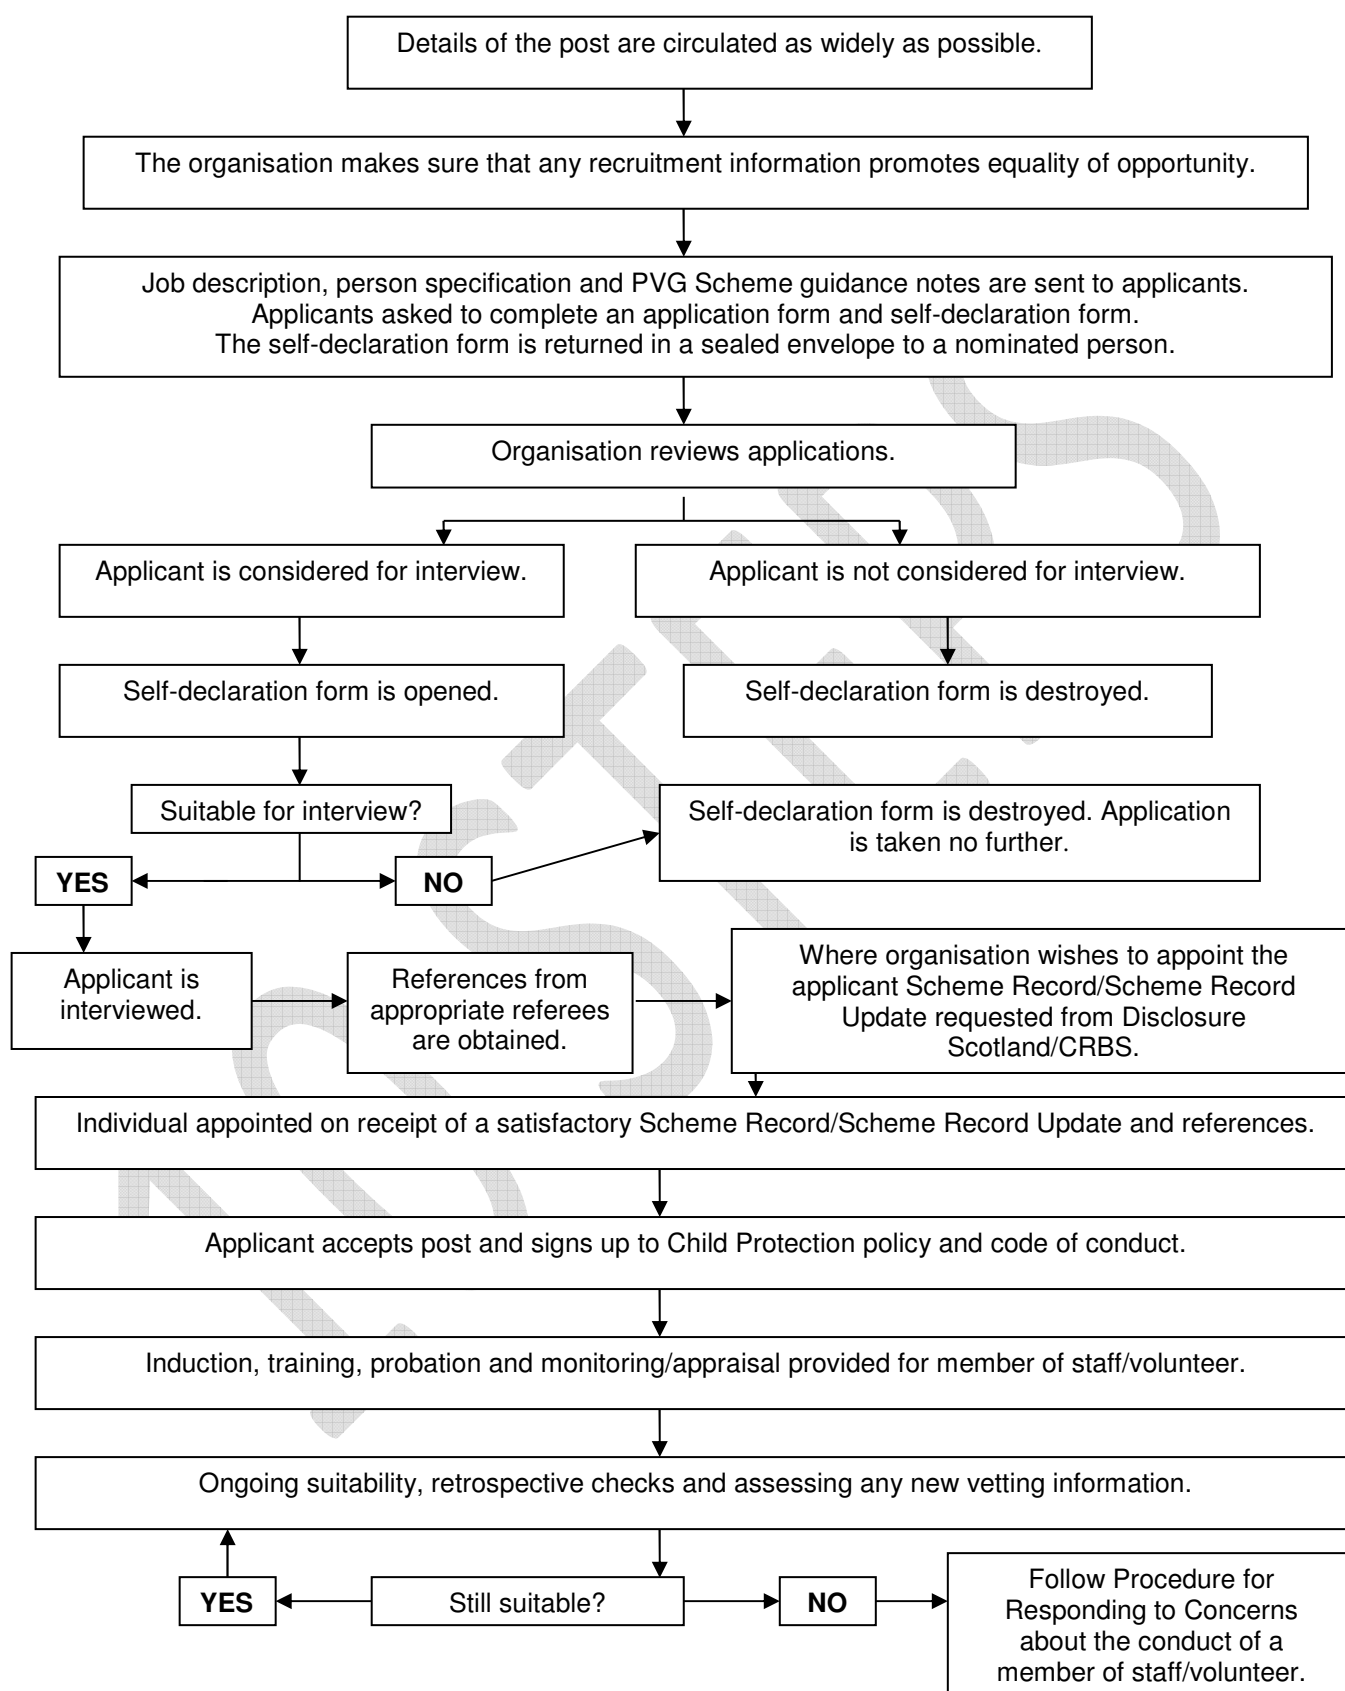 Details of the post are circulated as widely as possible.
The organisation makes sure that any recruitment information promotes equality of opportunity.
Job description, person specification and PVG Scheme guidance notes are sent to applicants.
Applicants asked to complete an application form and self-declaration form.
The self-declaration form is returned in a sealed envelope to a nominated person.
Organisation reviews applications.
Applicant is considered for interview.
Applicant is not considered for interview.
Self-declaration form is opened.
Self-declaration form is destroyed.
Suitable for interview?
Self-declaration form is destroyed. Application
is taken no further.
YES
NO
Applicant is
interviewed.
References from
appropriate referees
are obtained.
Where organisation wishes to appoint the
applicant Scheme Record/Scheme Record
Update requested from Disclosure
Scotland/CRBS.
Individual appointed on receipt of a satisfactory Scheme Record/Scheme Record Update and references.
Applicant accepts post and signs up to Child Protection policy and code of conduct.
Induction, training, probation and monitoring/appraisal provided for member of staff/volunteer.
Ongoing suitability, retrospective checks and assessing any new vetting information.
YES
Still suitable?
NO
Follow Procedure for
Responding to Concerns
about the conduct of a
member of staff/volunteer.